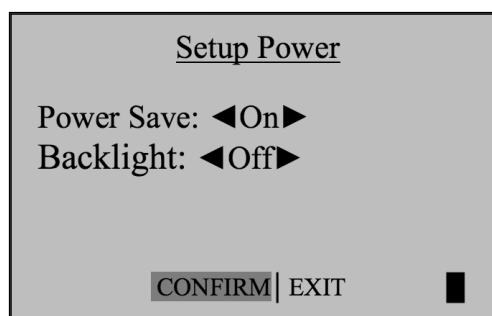 Setup Power
Power Save: ◀On▶
Backlight: ◀Off▶
CONFIRM| EXIT